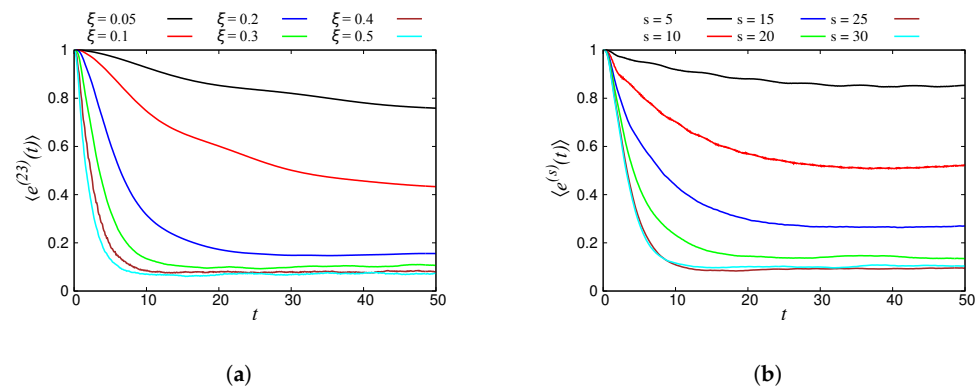 ξ = 0.05 ξ = 0.2 ξ = 0.4
ξ = 0.1 ξ = 0.3 ξ = 0.5
1
0.8
0.6
0.4
0.2
0
⟨e⁽²³⁾(t)⟩
0 10 20 30 40 50
t
(a)
s = 5 s = 15 s = 25
s = 10 s = 20 s = 30
1
0.8
0.6
0.4
0.2
0
⟨e⁽ˢ⁾(t)⟩
0 10 20 30 40 50
t
(b)